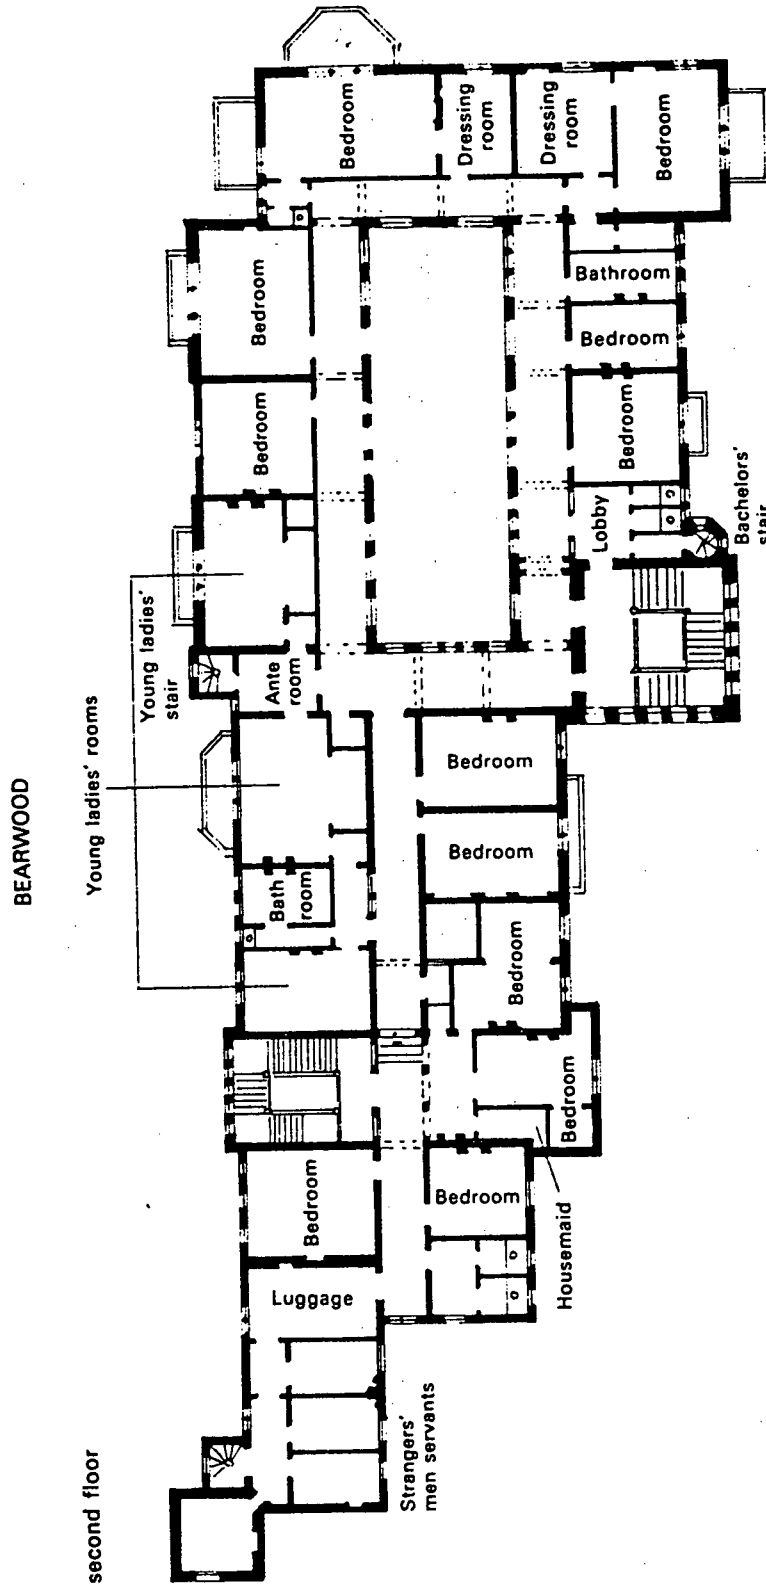 BEARWOOD
second floor
Young ladies' rooms
Young ladies'
stair
Bedroom
Dressing
room
Dressing
room
Bedroom
Bedroom
Bathroom
Bedroom
Bedroom
Bedroom
Lobby
Bachelors'
stair
Ante
room
Bedroom
Bedroom
Bath
room
Bedroom
Bedroom
Bedroom
Bedroom
Housemaid
Luggage
Strangers'
men servants